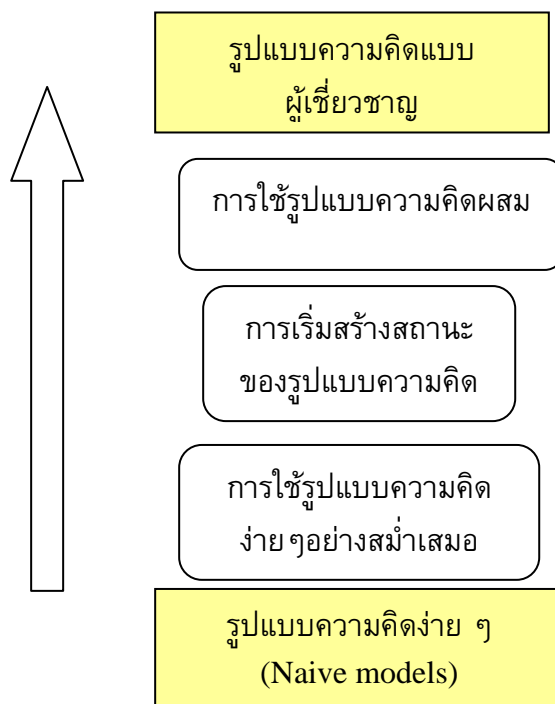 รูปแบบความคิดแบบ
ผู้เชี่ยวชาญ
การใช้รูปแบบความคิดผสม
การเริ่มสร้างสถานะ
ของรูปแบบความคิด
การใช้รูปแบบความคิด
ง่ายๆอย่างสม่ำเสมอ
รูปแบบความคิดง่าย ๆ
(Naive models)